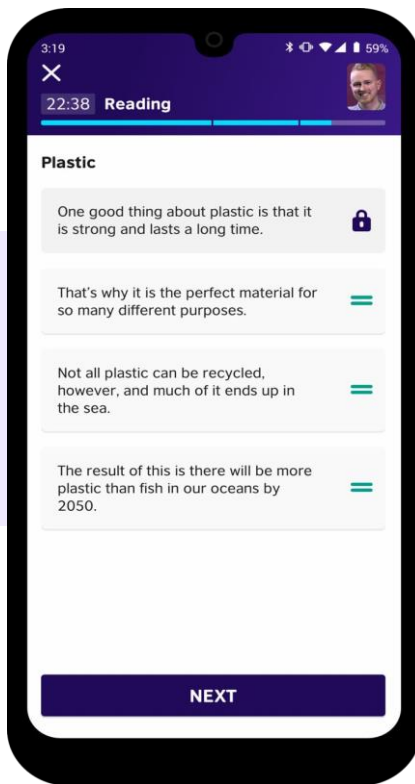 3:19 59%
22:38 Reading
Plastic
One good thing about plastic is that it
is strong and lasts a long time.
That's why it is the perfect material for
so many different purposes.
Not all plastic can be recycled,
however, and much of it ends up in
the sea.
The result of this is there will be more
plastic than fish in our oceans by
2050.
NEXT